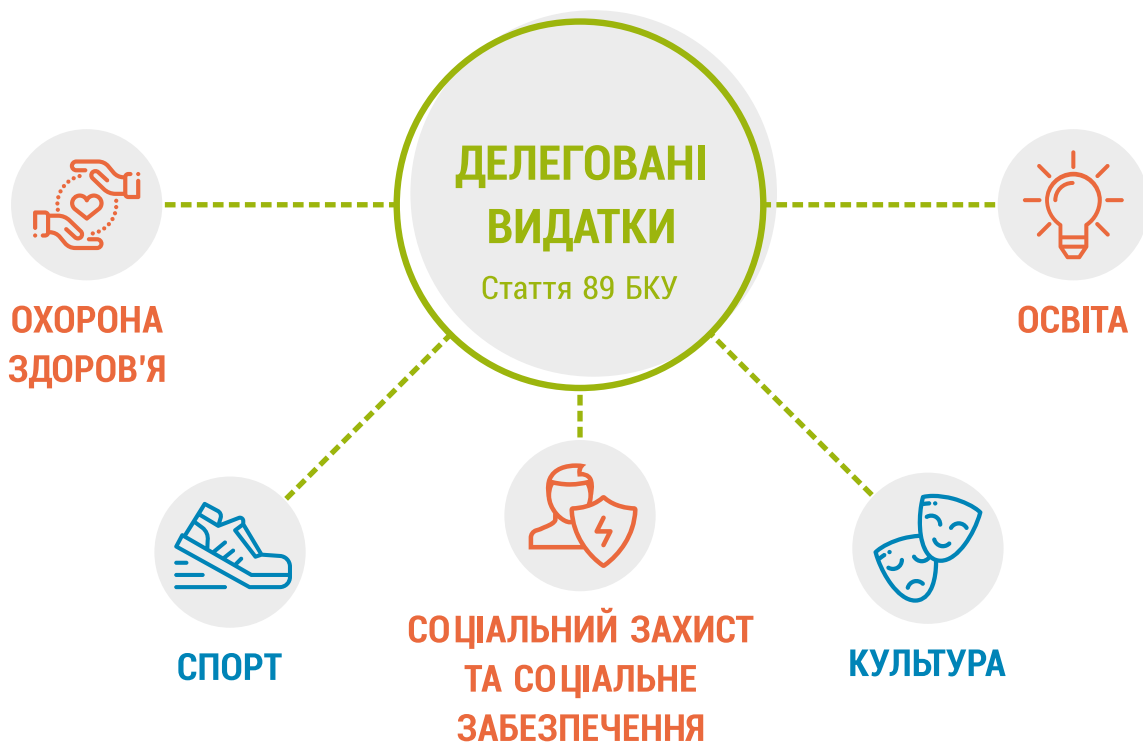 ДЕЛЕГОВАНІ
ВИДАТКИ
Стаття 89 БКУ
ОХОРОНА
ЗДОРОВ'Я
ОСВІТА
СПОРТ
СОЦІАЛЬНИЙ ЗАХИСТ
ТА СОЦІАЛЬНЕ
ЗАБЕЗПЕЧЕННЯ
КУЛЬТУРА